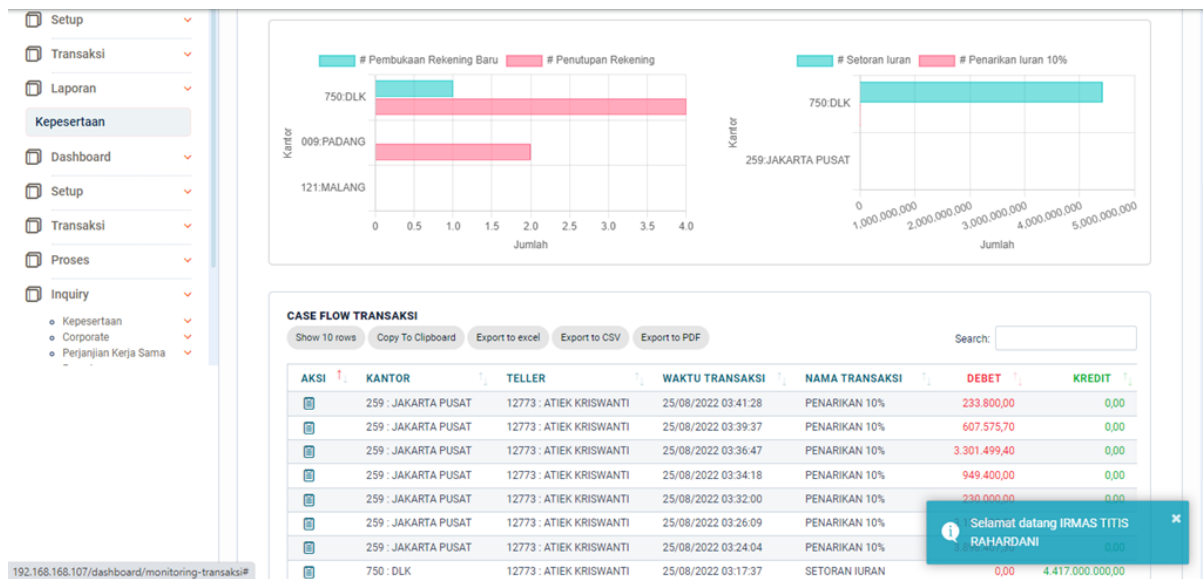 Setup
Transaksi
Laporan
Kepesertaan
Dashboard
Setup
Transaksi
Proses
Inquiry
Kepesertaan
Corporate
Perjanjian Kerja Sama
# Pembukaan Rekening Baru # Penutupan Rekening
Kantor
750:DLK
009:PADANG
121:MALANG
0 0.5 1.0 1.5 2.0 2.5 3.0 3.5 4.0
Jumlah
# Setoran Iuran # Penarikan Iuran 10%
Kantor
750:DLK
259:JAKARTA PUSAT
0 1,000,000,000 2,000,000,000 3,000,000,000 4,000,000,000 5,000,000,000
Jumlah
CASE FLOW TRANSAKSI
Show 10 rows Copy To Clipboard Export to excel Export to CSV Export to PDF Search:
AKSI KANTOR TELLER WAKTU TRANSAKSI NAMA TRANSAKSI DEBET KREDIT
259 : JAKARTA PUSAT 12773 : ATIEK KRISWANTI 25/08/2022 03:41:28 PENARIKAN 10% 233.800,00 0,00
259 : JAKARTA PUSAT 12773 : ATIEK KRISWANTI 25/08/2022 03:39:37 PENARIKAN 10% 607.575,70 0,00
259 : JAKARTA PUSAT 12773 : ATIEK KRISWANTI 25/08/2022 03:36:47 PENARIKAN 10% 3.301.499,40 0,00
259 : JAKARTA PUSAT 12773 : ATIEK KRISWANTI 25/08/2022 03:34:18 PENARIKAN 10% 949.400,00 0,00
259 : JAKARTA PUSAT 12773 : ATIEK KRISWANTI 25/08/2022 03:32:00 PENARIKAN 10% 230.000,00 0,00
259 : JAKARTA PUSAT 12773 : ATIEK KRISWANTI 25/08/2022 03:26:09 PENARIKAN 10%
259 : JAKARTA PUSAT 12773 : ATIEK KRISWANTI 25/08/2022 03:24:04 PENARIKAN 10%
750 : DLK 12773 : ATIEK KRISWANTI 25/08/2022 03:17:37 SETORAN IURAN 0,00 4.417.000.000,00
Selamat datang IRMAS TITIS
RAHARDANI
192.168.168.107/dashboard/monitoring-transaksi#